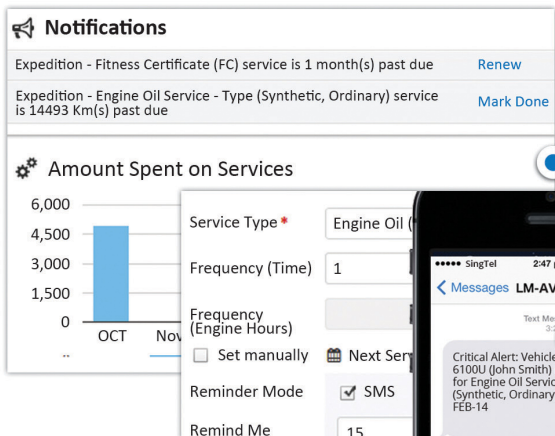 Notifications
Expedition - Fitness Certificate (FC) service is 1 month(s) past due Renew
Expedition - Engine Oil Service - Type (Synthetic, Ordinary) service
is 14493 Km(s) past due Mark Done
Amount Spent on Services
6,000
4,500
3,000
1,500
0
OCT Nov
Service Type * Engine Oil (
Frequency (Time) 1
Frequency
(Engine Hours)
Set manually Next Serv
Reminder Mode SMS
Remind Me 15
SingTel 2:47
Messages LM-AV
Text Me
3:2
Critical Alert: Vehicle
6100U (John Smith)
for Engine Oil Servic
(Synthetic, Ordinary
FEB-14